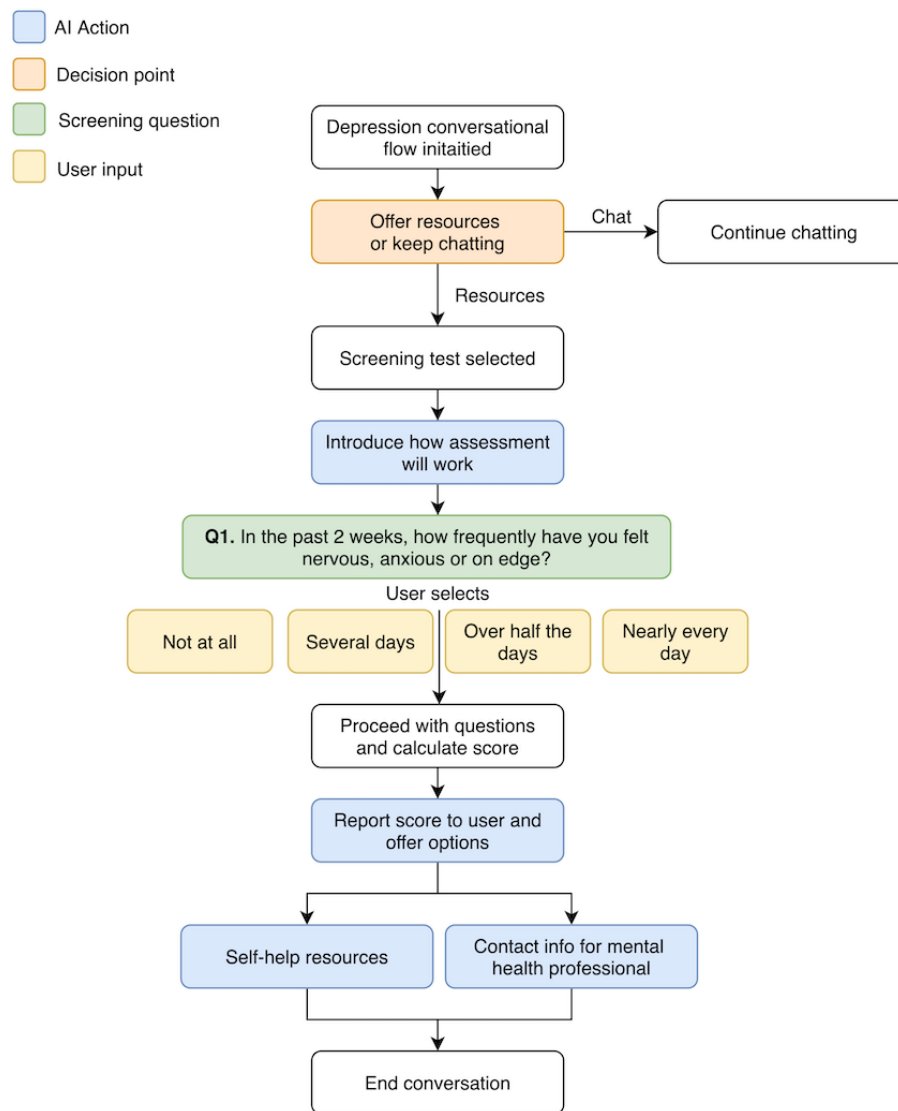 AI Action
Decision point
Screening question
User input
Depression conversational
flow initaitied
Offer resources
or keep chatting
Chat
Continue chatting
Resources
Screening test selected
Introduce how assessment
will work
Q1. In the past 2 weeks, how frequently have you felt
nervous, anxious or on edge?
User selects
Not at all
Several days
Over half the
days
Nearly every
day
Proceed with questions
and calculate score
Report score to user and
offer options
Self-help resources
Contact info for mental
health professional
End conversation